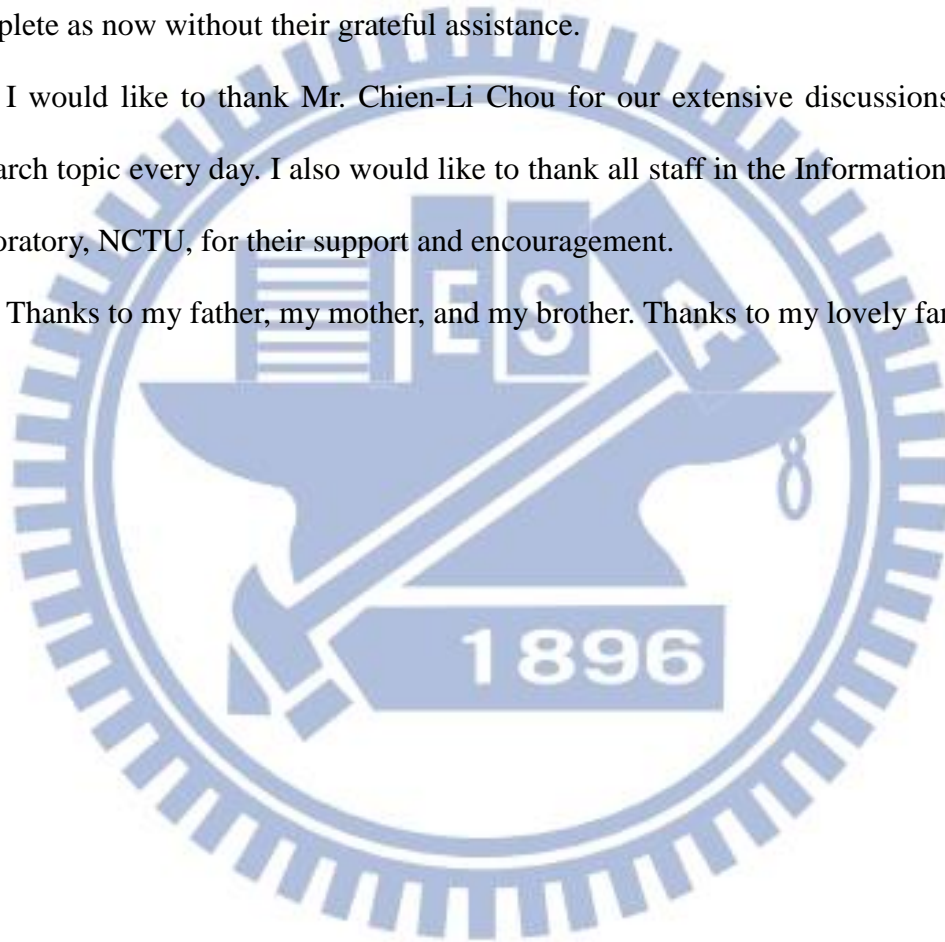 plete as now without their grateful assistance.
I would like to thank Mr. Chien-Li Chou for our extensive discussions
arch topic every day. I also would like to thank all staff in the Information
oratory, NCTU, for their support and encouragement.
E S A
Thanks to my father, my mother, and my brother. Thanks to my lovely fa
1896